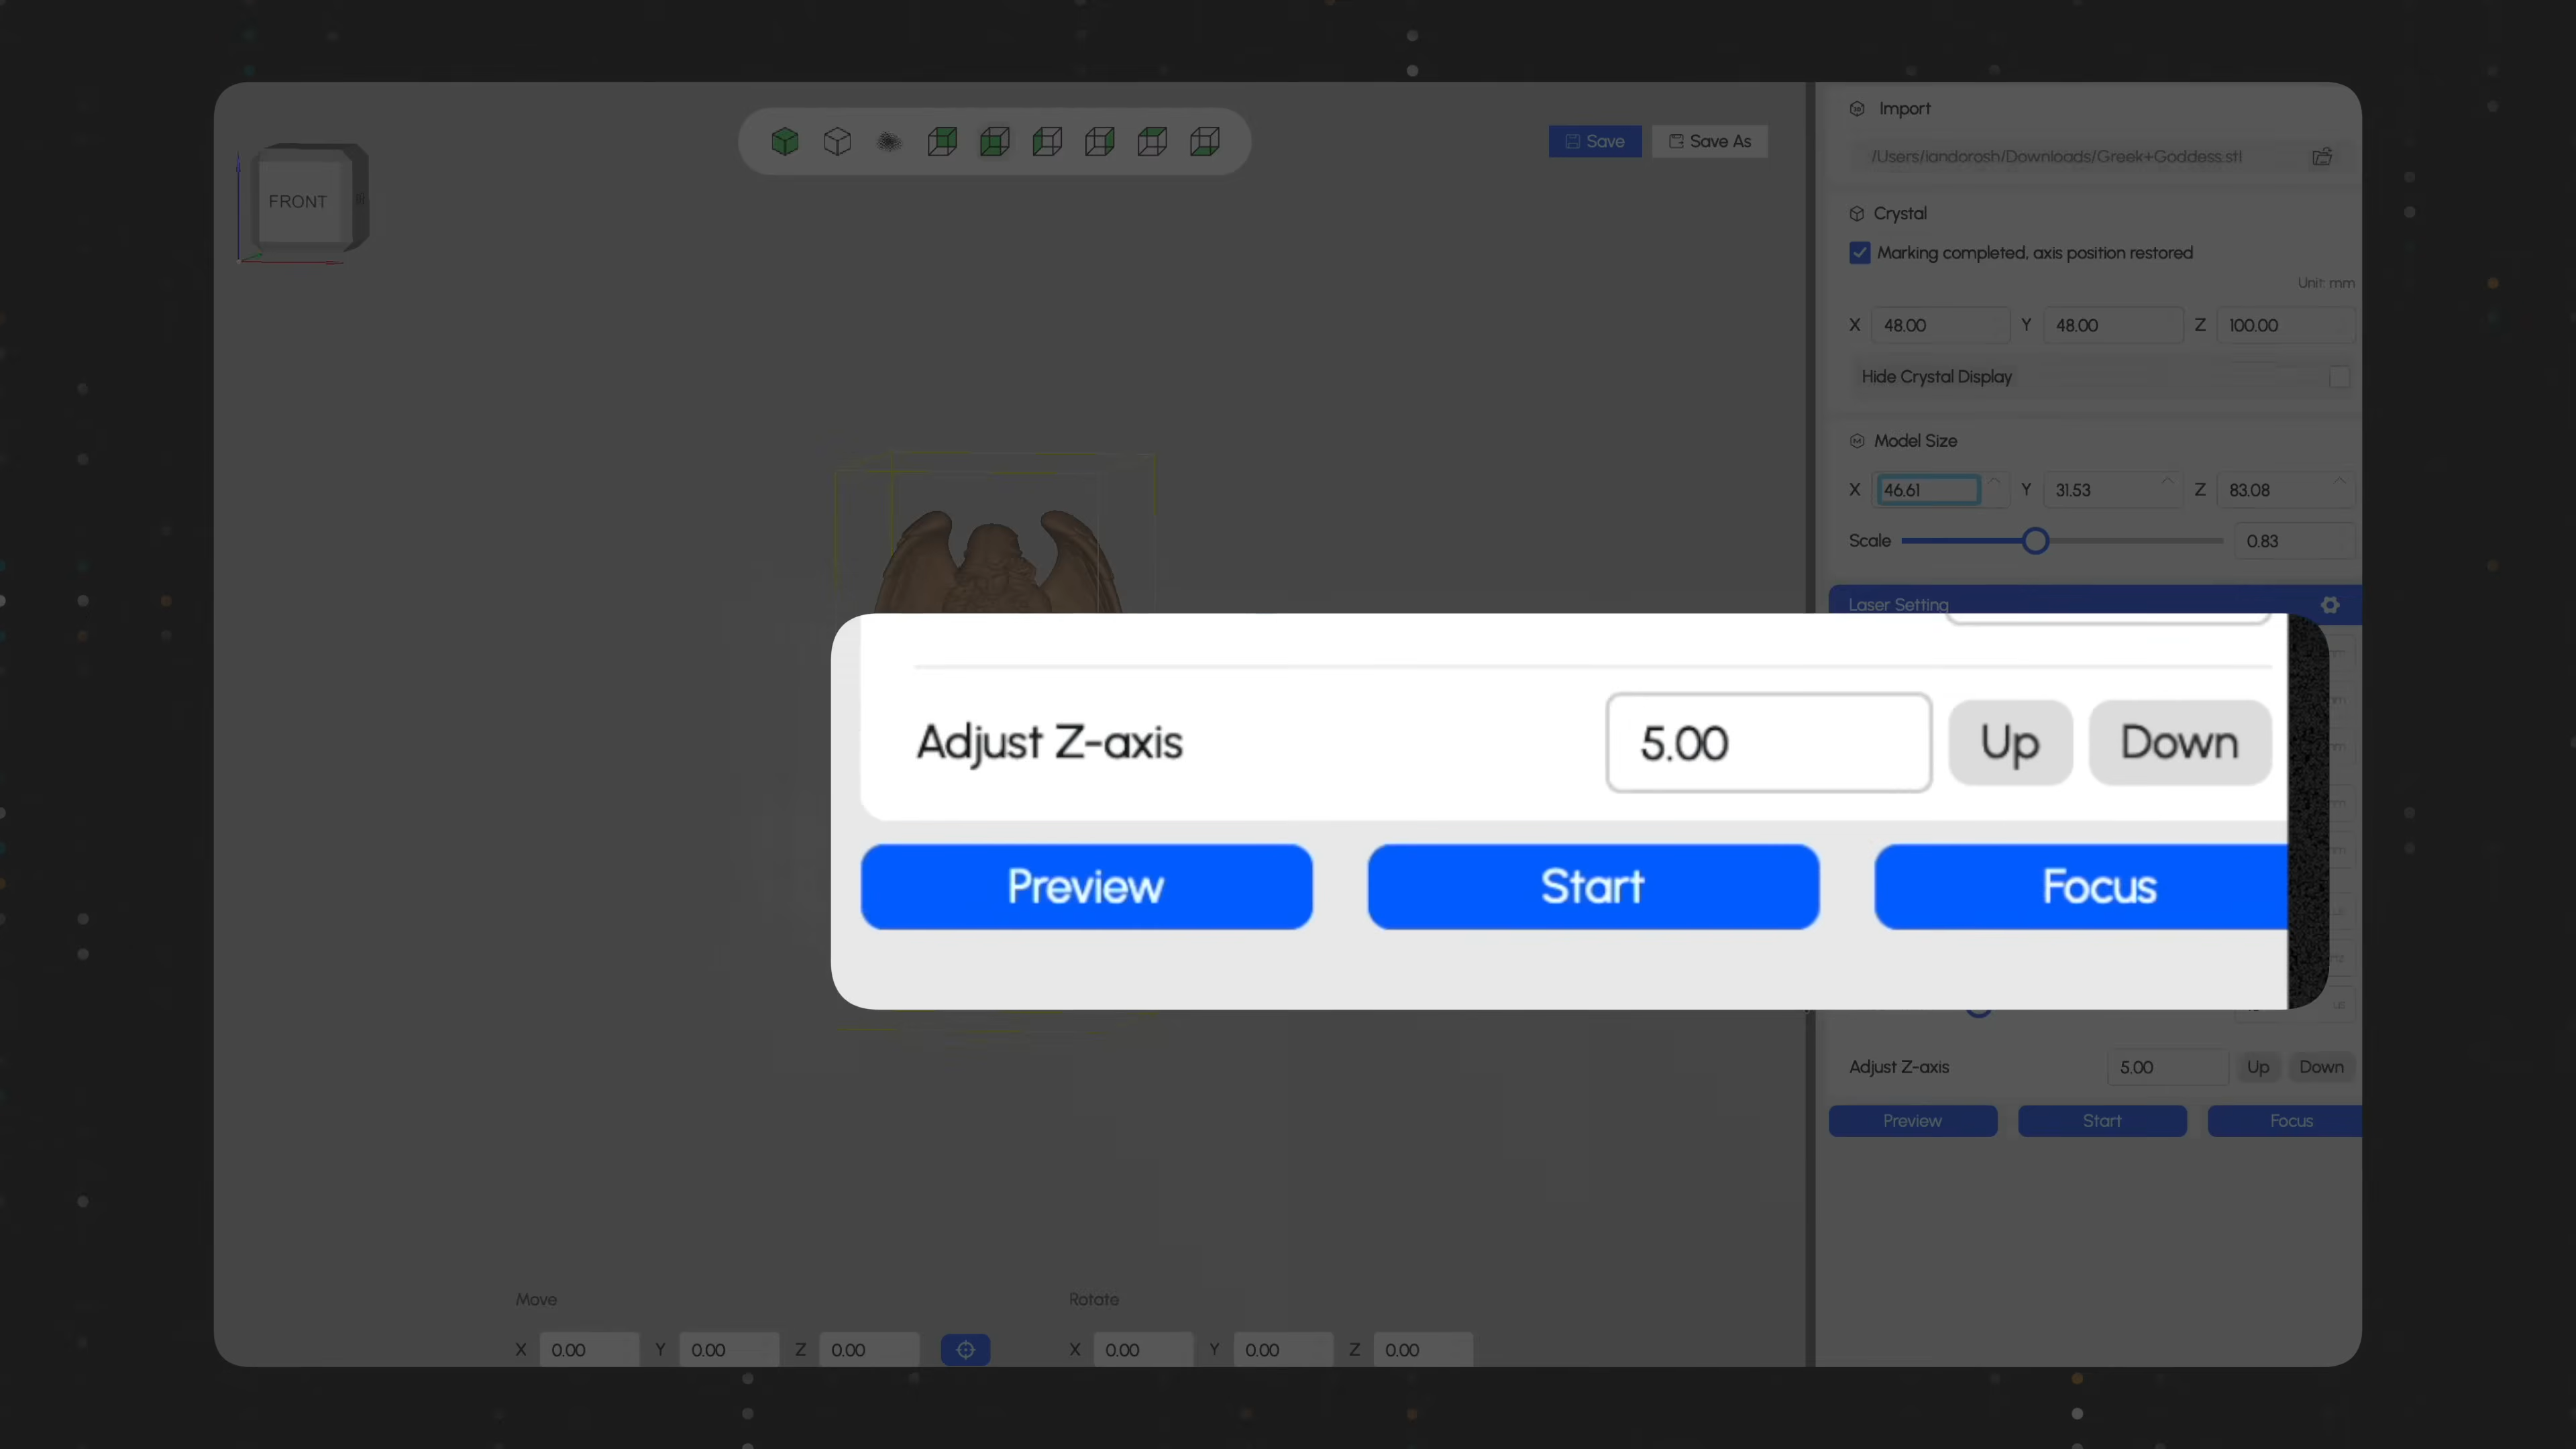 Save
Save As
FRONT
Import
/Users/iandorosh/Downloads/Greek+Goddess.stl
Crystal
Marking completed, axis position restored
Unit: mm
X 48.00 Y 48.00 Z 100.00
Hide Crystal Display
Model Size
X 46.61 Y 31.53 Z 83.08
Scale 0.83
Laser Setting
Adjust Z-axis 5.00 Up Down
Preview Start Focus
us
Adjust Z-axis 5.00 Up Down
Preview Start Focus
Move Rotate
X 0.00 Y 0.00 Z 0.00 X 0.00 Y 0.00 Z 0.00